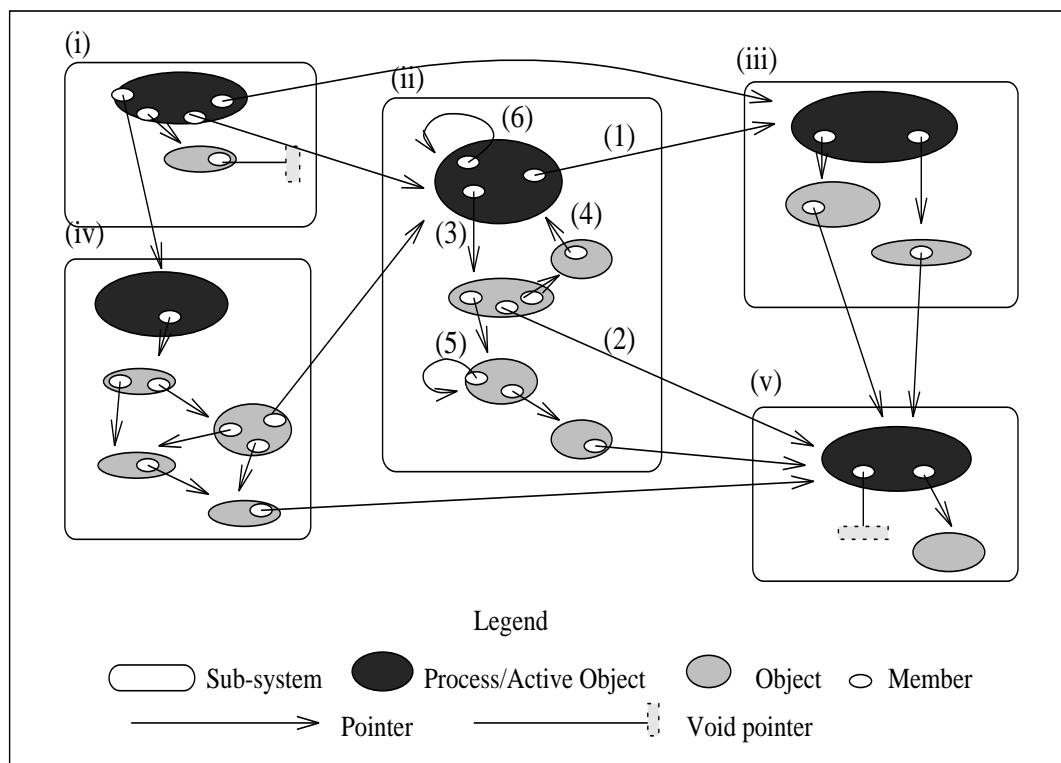 (i)
(ii)
(iii)
(6)
(1)
(3)
(4)
(iv)
(5)
(2)
(v)
Legend
Sub-system
Process/Active Object
Object
Member
Pointer
Void pointer